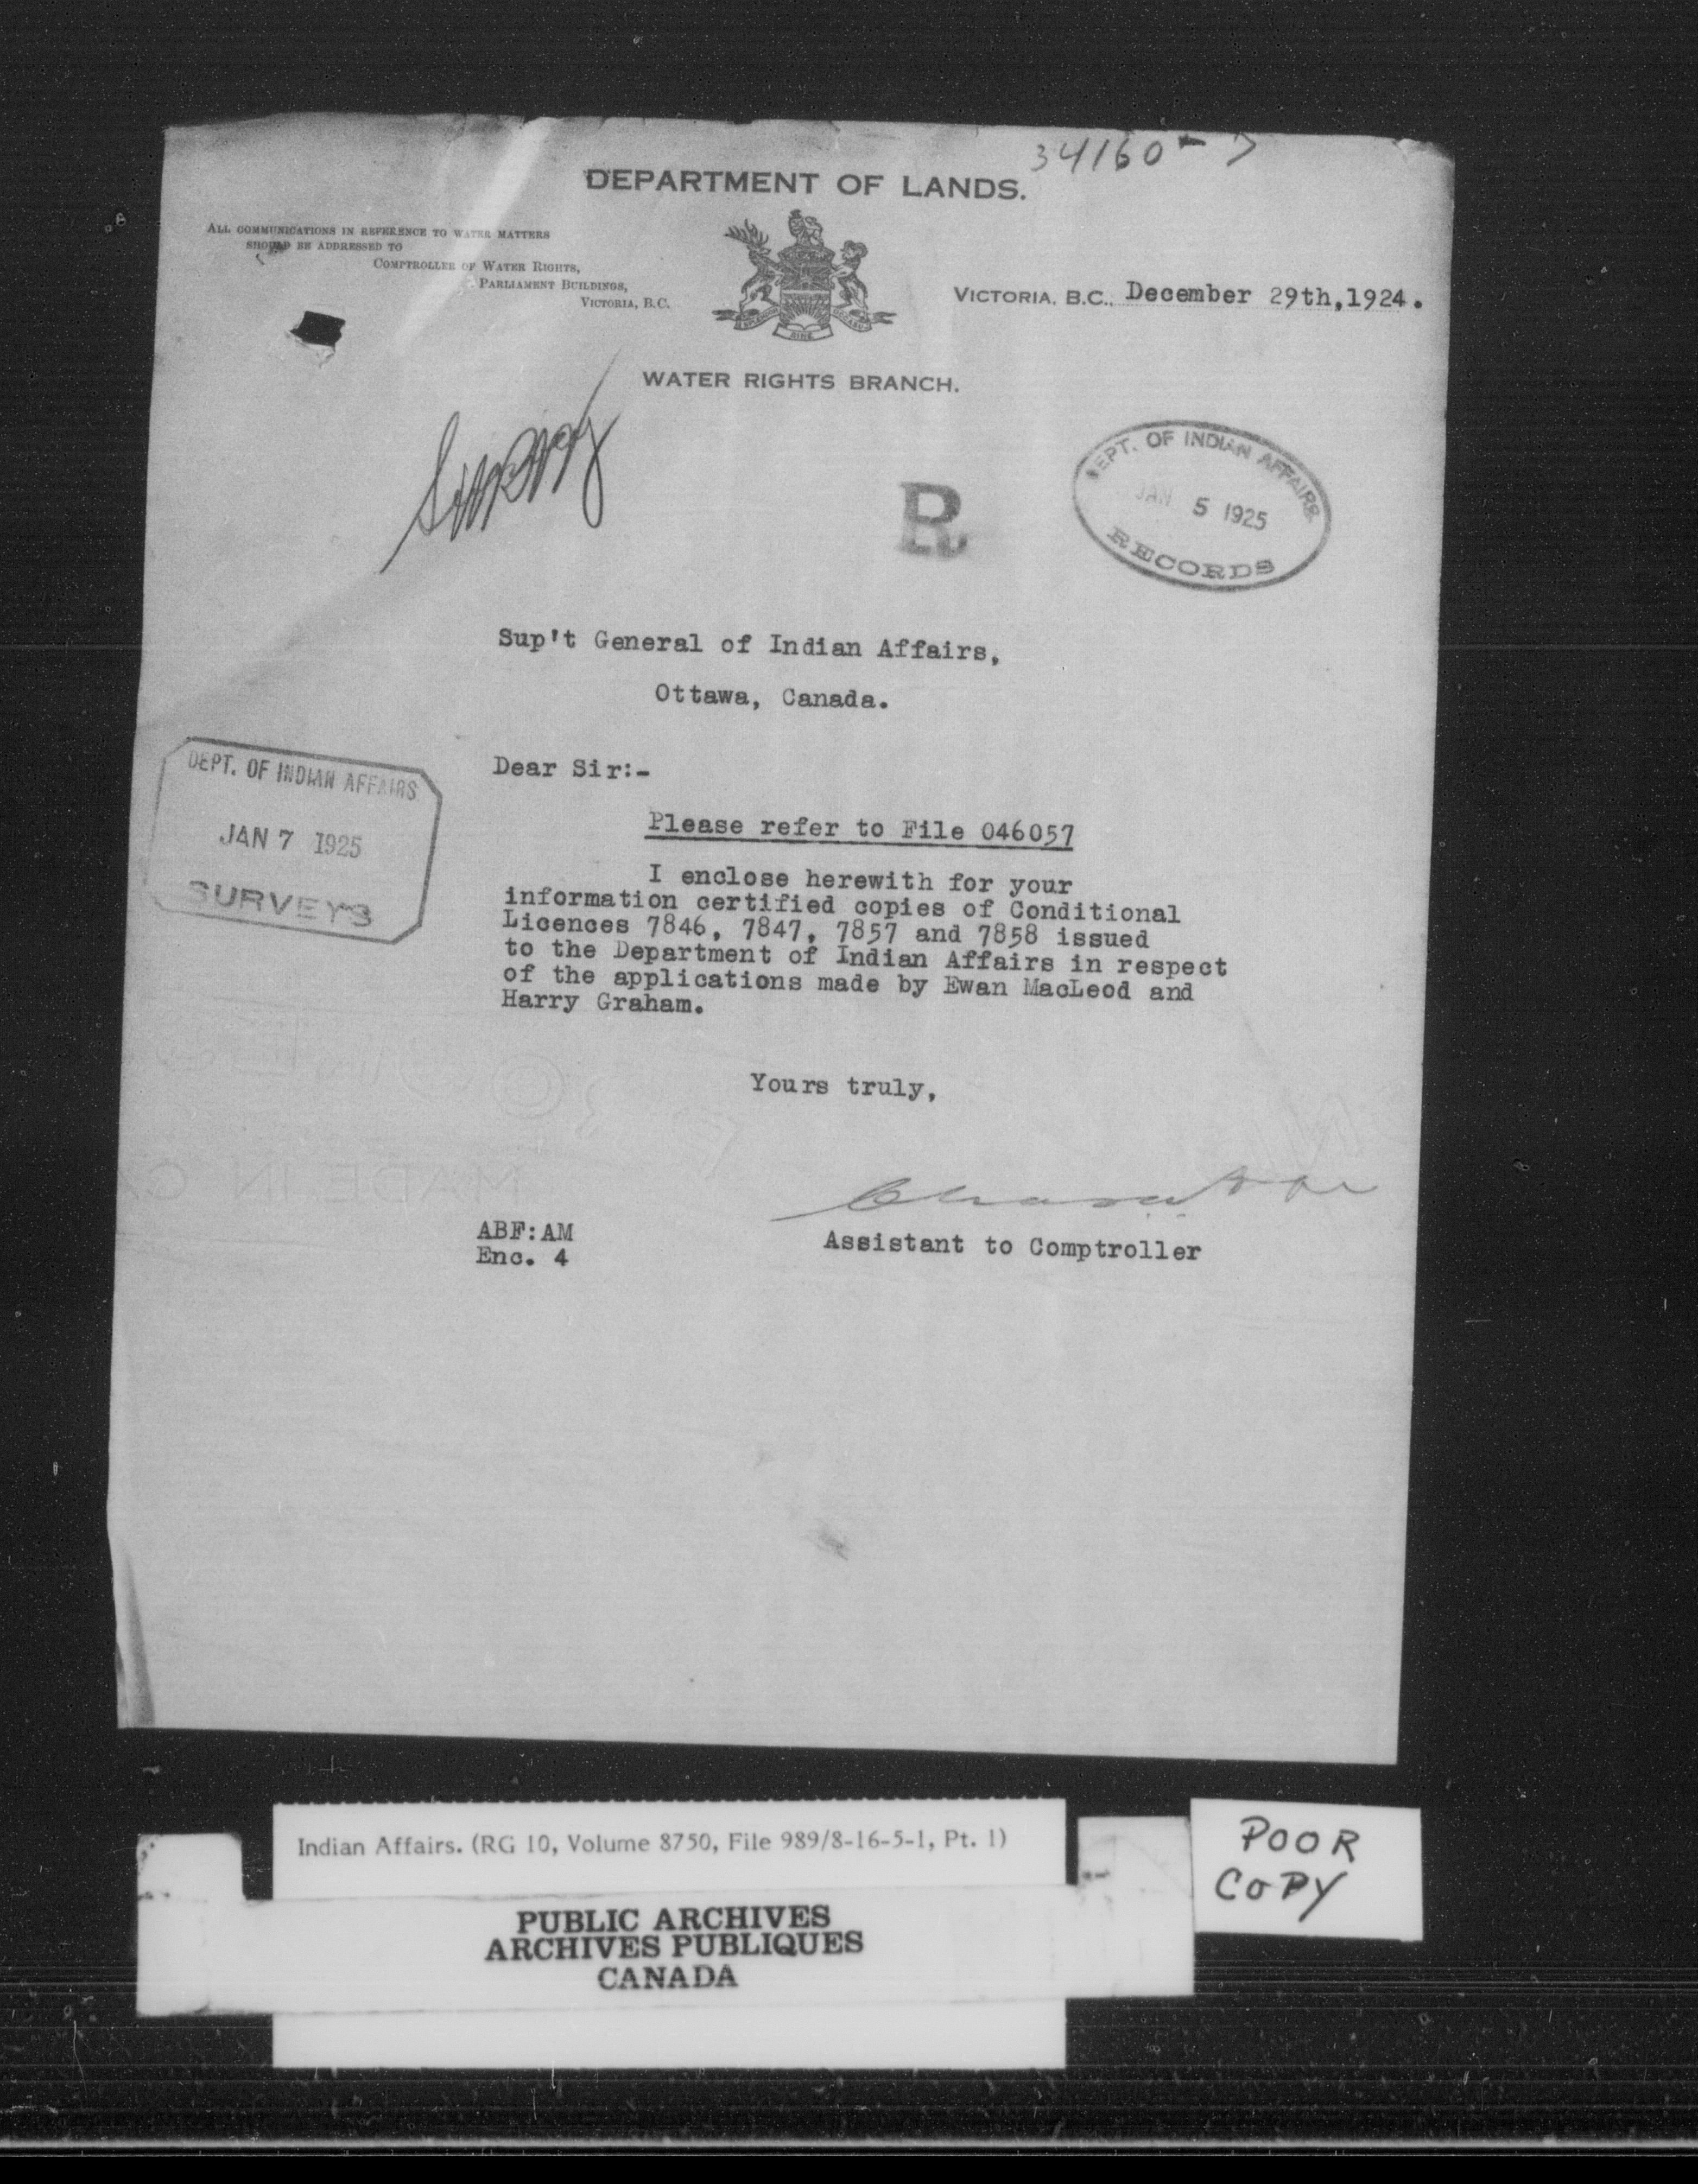 34160-7
DEPARTMENT OF LANDS.
ALL COMMUNICATIONS IN REFERENCE TO WATER MATTERS
SHOULD BE ADDRESSED TO
COMPTROLLER OF WATER RIGHTS,
PARLIAMENT BUILDINGS,
VICTORIA, B.C.
VICTORIA, B.C., December 29th,1924.
WATER RIGHTS BRANCH.
R
DEPT. OF INDIAN AFFAIRS
JAN 5 1925
RECORDS
Sup't General of Indian Affairs,
Ottawa, Canada.
DEPT. OF INDIAN AFFAIRS
JAN 7 1925
SURVEYS
Dear Sir:-
Please refer to File 046057
I enclose herewith for your
information certified copies of Conditional
Licences 7846, 7847, 7857 and 7858 issued
to the Department of Indian Affairs in respect
of the applications made by Ewan MacLeod and
Harry Graham.
Yours truly,
ABF:AM
Enc. 4
Assistant to Comptroller
Indian Affairs. (RG 10, Volume 8750, File 989/8-16-5-1, Pt. 1)
PUBLIC ARCHIVES
ARCHIVES PUBLIQUES
CANADA
POOR
COPY